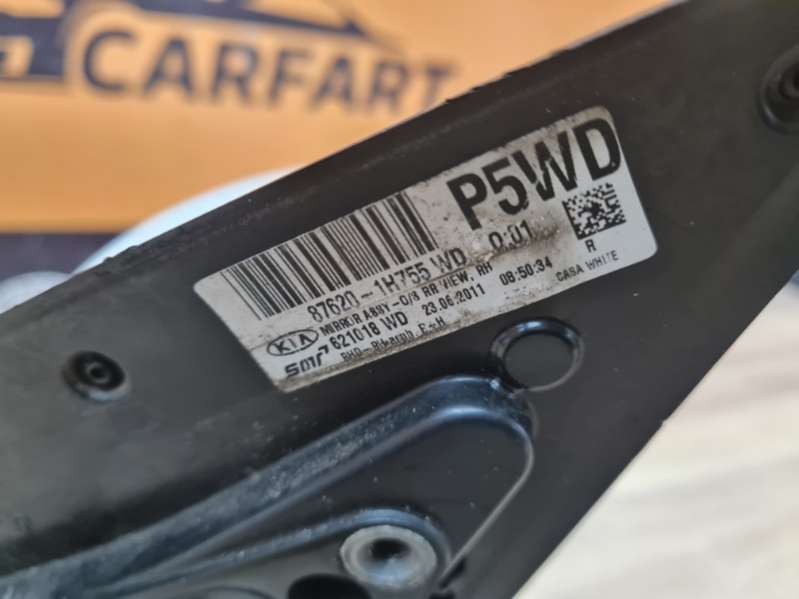 CARFART
P5WD
87620-1H755 WD 0:01
R
KIA MIRROR ASSY-O/S RR VIEW, RH
621018 WD 23.06.2011 08:50:34 CASA WHITE
SMR